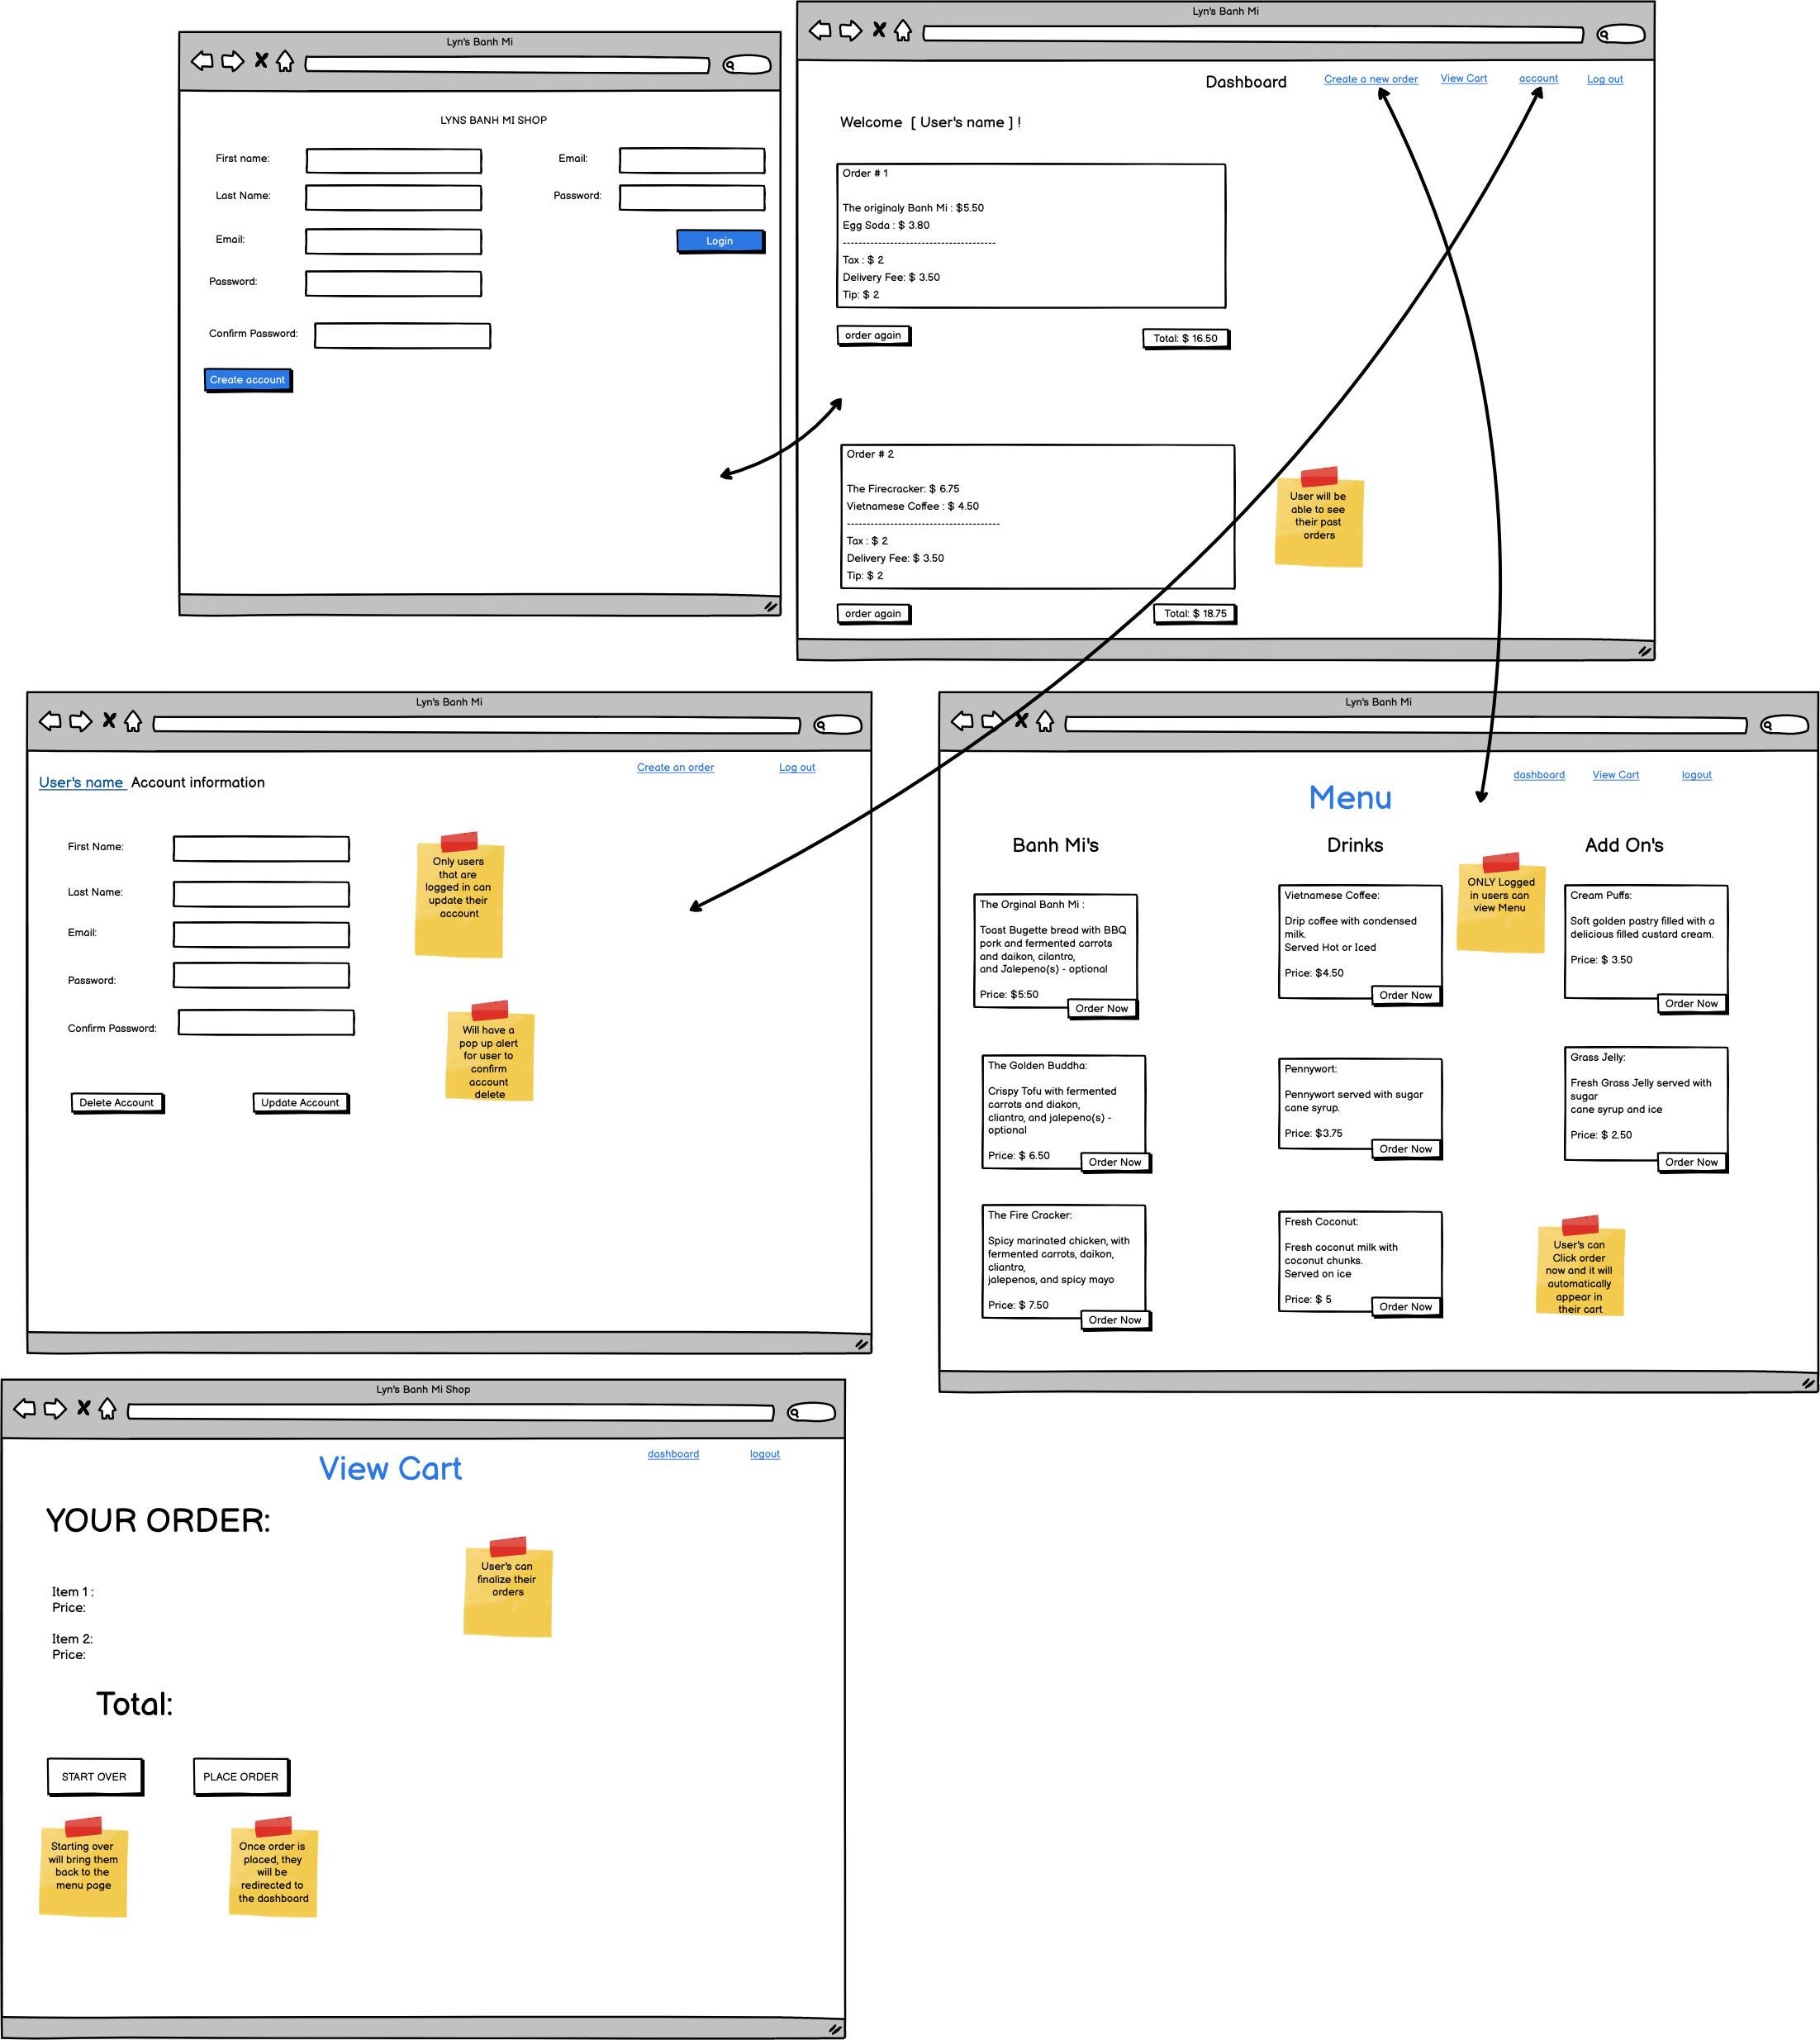 Lyn's Banh Mi
LYNS BANH MI SHOP
First name:
Last Name:
Email:
Password:
Confirm Password:
Create account
Email:
Password:
Login
Lyn's Banh Mi
Dashboard
Create a new order
View Cart
account
Log out
Welcome [ User's name ] !
Order # 1
The originaly Banh Mi : $5.50
Egg Soda : $ 3.80
---------------------------------------
Tax : $ 2
Delivery Fee: $ 3.50
Tip: $ 2
order again
Total: $ 16.50
Order # 2
The Firecracker: $ 6.75
Vietnamese Coffee : $ 4.50
---------------------------------------
Tax : $ 2
Delivery Fee: $ 3.50
Tip: $ 2
order again
Total: $ 18.75
User will be
able to see
their past
orders
Lyn's Banh Mi
Create an order
Log out
User's name Account information
First Name:
Last Name:
Email:
Password:
Confirm Password:
Delete Account
Update Account
Only users
that are
logged in can
update their
account
Will have a
pop up alert
for user to
confirm
account
delete
Lyn's Banh Mi
dashboard
View Cart
logout
Menu
Banh Mi's
The Orginal Banh Mi :
Toast Bugette bread with BBQ
pork and fermented carrots
and daikon, cilantro,
and Jalepeno(s) - optional
Price: $5:50
Order Now
The Golden Buddha:
Crispy Tofu with fermented
carrots and diakon,
cliantro, and jalepeno(s) -
optional
Price: $ 6.50
Order Now
The Fire Cracker:
Spicy marinated chicken, with
fermented carrots, daikon,
cliantro,
jalepenos, and spicy mayo
Price: $ 7.50
Order Now
Drinks
Vietnamese Coffee:
Drip coffee with condensed
milk.
Served Hot or Iced
Price: $4.50
Order Now
Pennywort:
Pennywort served with sugar
cane syrup.
Price: $3.75
Order Now
Fresh Coconut:
Fresh coconut milk with
coconut chunks.
Served on ice
Price: $ 5
Order Now
ONLY Logged
in users can
view Menu
Add On's
Cream Puffs:
Soft golden pastry filled with a
delicious filled custard cream.
Price: $ 3.50
Order Now
Grass Jelly:
Fresh Grass Jelly served with
sugar
cane syrup and ice
Price: $ 2.50
Order Now
User's can
Click order
now and it will
automatically
appear in
their cart
Lyn's Banh Mi Shop
View Cart
dashboard
logout
YOUR ORDER:
Item 1 :
Price:
Item 2:
Price:
Total:
User's can
finalize their
orders
START OVER
PLACE ORDER
Starting over
will bring them
back to the
menu page
Once order is
placed, they
will be
redirected to
the dashboard